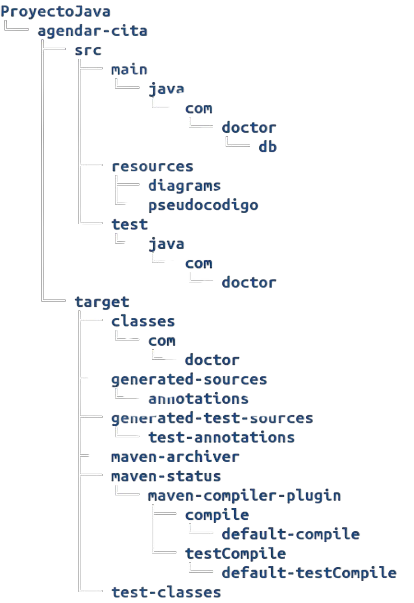 ProyectoJava
agendar-cita
src
main
java
com
doctor
db
resources
diagrams
pseudocodigo
test
java
com
doctor
target
classes
com
doctor
generated-sources
annotations
generated-test-sources
test-annotations
maven-archiver
maven-status
maven-compiler-plugin
compile
default-compile
testCompile
default-testCompile
test-classes